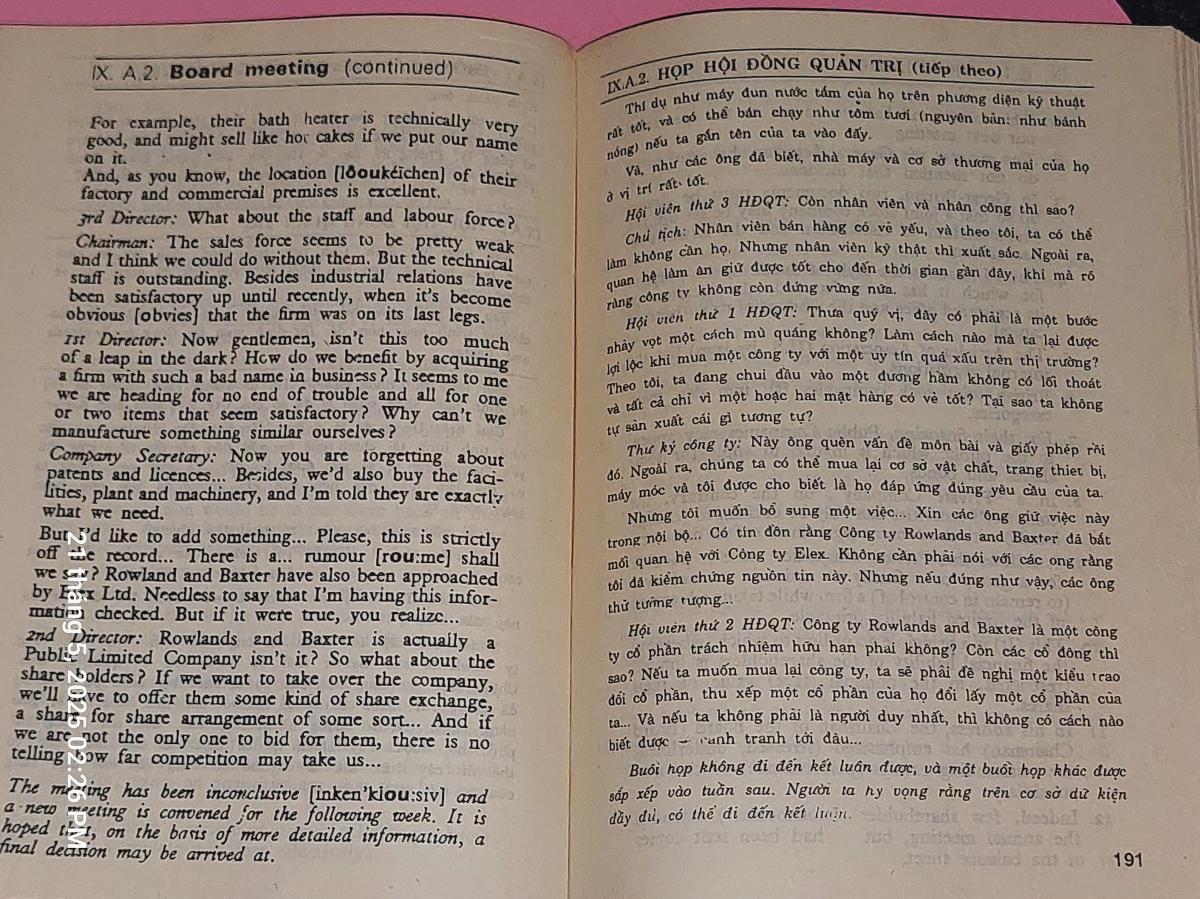 IX. A.2. Board meeting (continued)
For example, their bath heater is technically very
good, and might sell like hot cakes if we put our name
on it.
And, as you know, the location [lôoukéichen] of their
factory and commercial premises is excellent.
3rd Director: What about the staff and labour force?
Chairman: The sales force seems to be pretty weak
and I think we could do without them. But the technical
staff is outstanding. Besides industrial relations have
been satisfactory up until recently, when it's become
obvious [obvies] that the firm was on its last legs.
1st Director: Now gentlemen, isn't this too much
of a leap in the dark? How do we benefit by acquiring
a firm with such a bad name in business? It seems to me
we are heading for no end of trouble and all for one
or two items that seem satisfactory? Why can't we
manufacture something similar ourselves?
Company Secretary: Now you are forgetting about
patents and licences... Besides, we'd also buy the faci-
lities, plant and machinery, and I'm told they are exactly
what we need.
But I'd like to add something... Please, this is strictly
off the record... There is a... rumour [rou:me] shall
we say? Rowland and Baxter have also been approached
by Elex Ltd. Needless to say that I'm having this infor-
mation checked. But if it were true, you realize...
2nd Director: Rowlands and Baxter is actually a
Public Limited Company isn't it? So what about the
shareholders? If we want to take over the company,
we'll have to offer them some kind of share exchange,
a share for share arrangement of some sort... And if
we are not the only one to bid for them, there is no
telling how far competition may take us...
The meeting has been inconclusive [inken'klou:siv] and
a new meeting is convened for the following week. It is
hoped that, on the basis of more detailed information, a
final decision may be arrived at.
21 tháng 5, 2025 02:26 PM
IX.A.2. HỌP HỘI ĐỒNG QUẢN TRỊ (tiếp theo)
Thí dụ như máy đun nước tắm của họ trên phương diện kỹ thuật
rất tốt, và có thể bán chạy như tôm tươi (nguyên bản: như bánh
nóng) nếu ta gắn tên của ta vào đấy.
Và, như các ông đã biết, nhà máy và cơ sở thương mại của họ
ở vị trí rất tốt.
Hội viên thứ 3 HĐQT: Còn nhân viên và nhân công thì sao?
Chủ tịch: Nhân viên bán hàng có vẻ yếu, và theo tôi, ta có thể
làm không cần họ. Nhưng nhân viên kỹ thật thì xuất sắc. Ngoài ra,
quan hệ làm ăn giữ được tốt cho đến thời gian gần đây, khi mà rõ
ràng công ty không còn đứng vững nữa.
Hội viên thứ 1 HĐQT: Thưa quý vị, đây có phải là một bước
nhảy vọt một cách mù quáng không? Làm cách nào mà ta lại được
lợi lộc khi mua một công ty với một uy tín quá xấu trên thị trường?
Theo tôi, ta đang chui đầu vào một đương hầm không có lối thoát
và tất cả chỉ vì một hoặc hai mặt hàng có vẻ tốt? Tại sao ta không
tự sản xuất cái gì tương tự?
Thư ký công ty: Này ông quên vấn đề môn bài và giấy phép rồi
đó. Ngoài ra, chúng ta có thể mua lại cơ sở vật chất, trang thiet bị,
máy móc và tôi được cho biết là họ đáp ứng đúng yêu cầu của ta.
Nhưng tôi muốn bổ sung một việc... Xin các ông giữ việc này
trong nội bộ... Có tin đồn rằng Công ty Rowlands and Baxter đã bắt
mối quan hệ với Công ty Elex. Không cần phải nói với các ong rằng
tôi đã kiểm chứng nguồn tin này. Nhưng nếu đúng như vậy, các ông
thử tưởng tượng...
Hội viên thứ 2 HĐQT: Công ty Rowlands and Baxter là một công
ty cổ phần trách nhiệm hữu hạn phai không? Còn các cổ đông thì
sao? Nếu ta muốn mua lại công ty, ta sẽ phải đề nghị một kiểu trao
đổi cổ phần, thu xếp một cổ phần của họ đổi lấy một cổ phần của
ta... Và nếu ta không phải là người duy nhất, thì không có cách nào
biết được — cạnh tranh tới đâu...
Buổi họp không đi đến kết luân được, và một buổi họp khác được
sắp xếp vào tuần sau. Người ta hy vọng rằng trên cơ sở dữ kiện
đầy đủ, có thể đi đến kết luận.
191